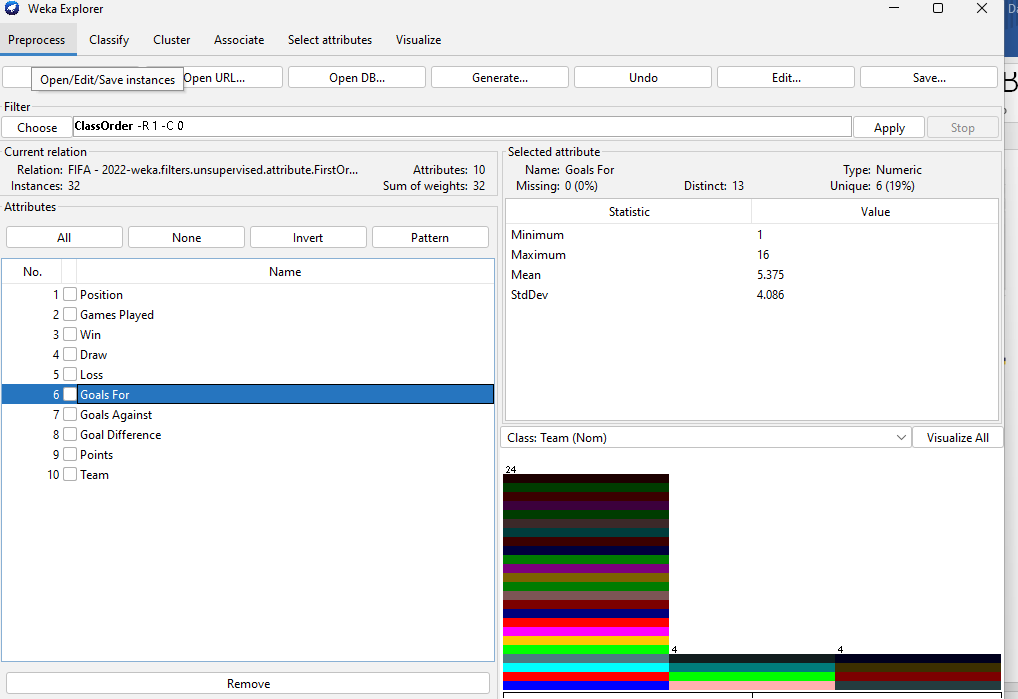 Weka Explorer
Preprocess Classify Cluster Associate Select attributes Visualize
Open/Edit/Save instances Open URL... Open DB... Generate... Undo Edit... Save...
Filter
Choose ClassOrder -R 1 -C 0 Apply Stop
Current relation
Relation: FIFA - 2022-weka.filters.unsupervised.attribute.FirstOr... Attributes: 10
Instances: 32 Sum of weights: 32
Attributes
All None Invert Pattern
No. Name
1 Position
2 Games Played
3 Win
4 Draw
5 Loss
6 Goals For
7 Goals Against
8 Goal Difference
9 Points
10 Team
Remove
Selected attribute
Name: Goals For Type: Numeric
Missing: 0 (0%) Distinct: 13 Unique: 6 (19%)
Statistic Value
Minimum 1
Maximum 16
Mean 5.375
StdDev 4.086
Class: Team (Nom) Visualize All
24
4 4